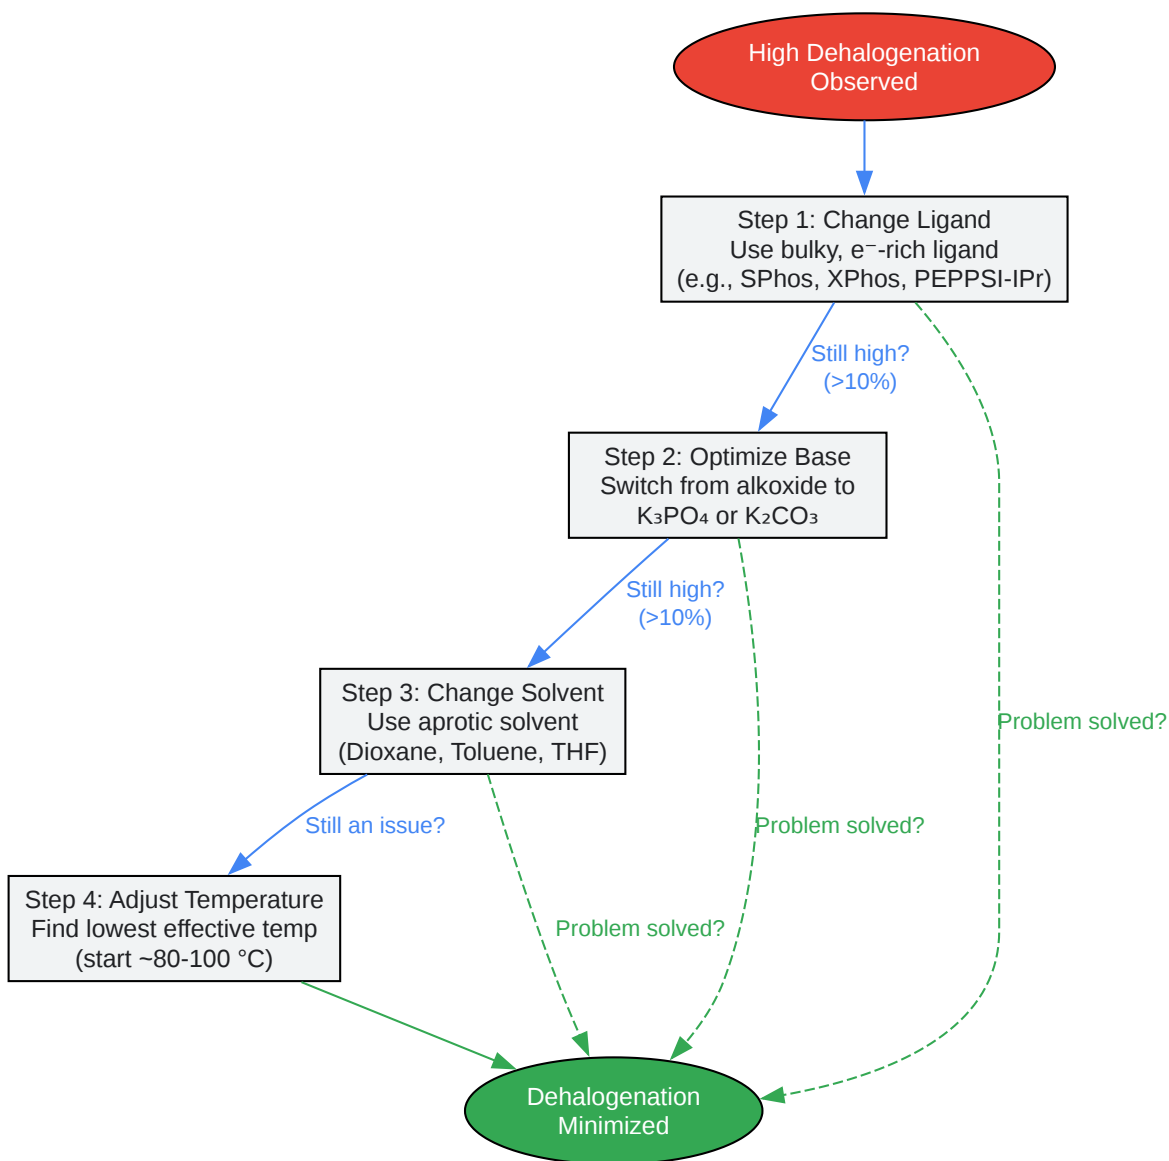 High Dehalogenation
Observed
Step 1: Change Ligand
Use bulky, e⁻-rich ligand
(e.g., SPhos, XPhos, PEPPSI-IPr)
Still high?
(>10%)
Step 2: Optimize Base
Switch from alkoxide to
K₃PO₄ or K₂CO₃
Still high?
(>10%)
Step 3: Change Solvent
Use aprotic solvent
(Dioxane, Toluene, THF)
Problem solved?
Still an issue?
Problem solved?
Step 4: Adjust Temperature
Find lowest effective temp
(start ~80-100 °C)
Problem solved?
Dehalogenation
Minimized